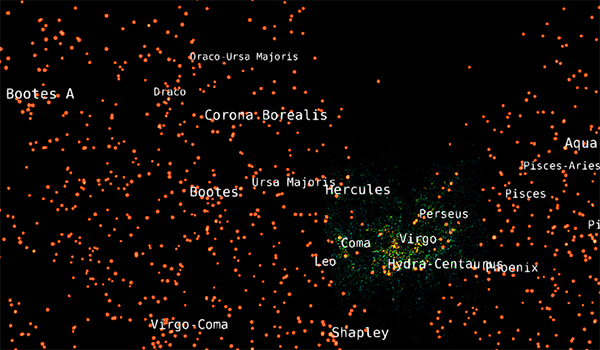 Draco-Ursa Majoris
Bootes A
Draco
Corona Borealis
Aqua
Pisces-Aries
Ursa Majoris
Hercules
Bootes
Pisces
Perseus
Pi
Virgo
Coma
Leo
Hydra-Centaurus
Phoenix
Virgo-Coma
Shapley